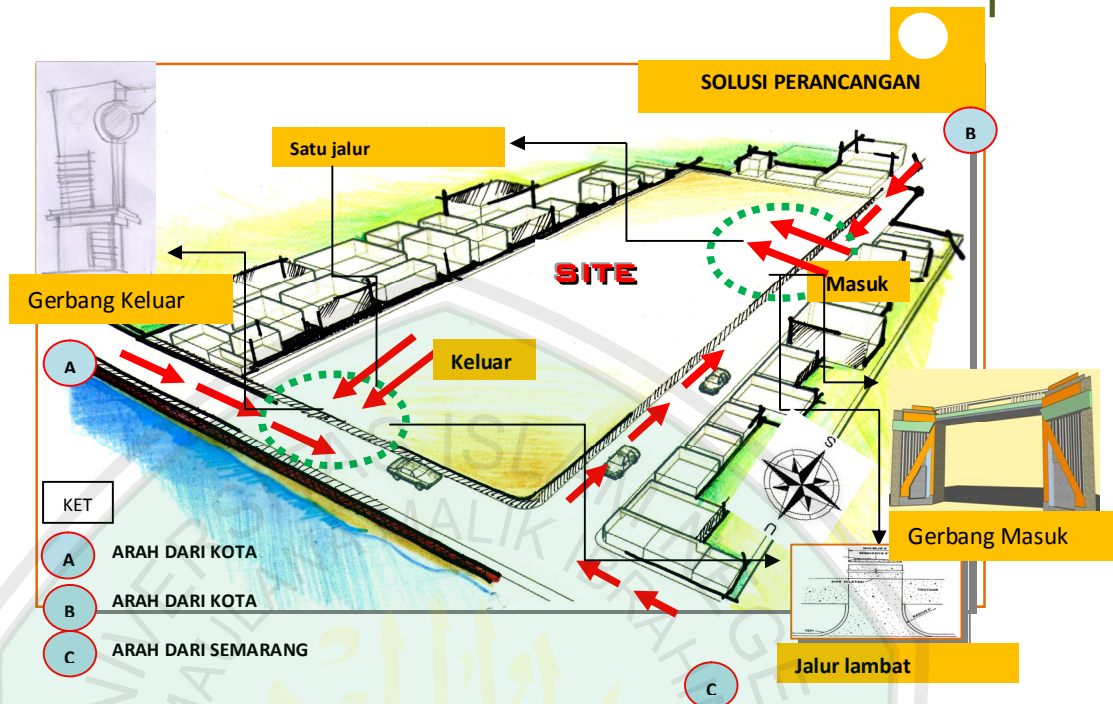 SOLUSI PERANCANGAN
B
Satu jalur
SITE
Masuk
Gerbang Keluar
Keluar
A
S
U
Gerbang Masuk
KET
A ARAH DARI KOTA
B ARAH DARI KOTA
C ARAH DARI SEMARANG
Jalur lambat
C